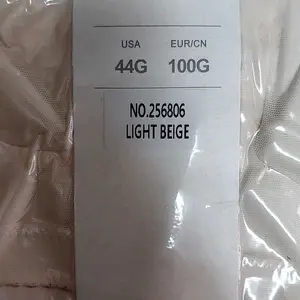 USA EUR/CN
44G 100G
NO.256806
LIGHT BEIGE